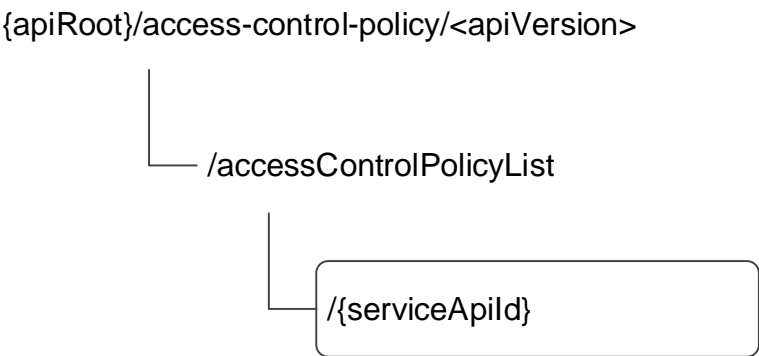 {apiRoot}/access-control-policy/<apiVersion>
/accessControlPolicyList
/{serviceApiId}